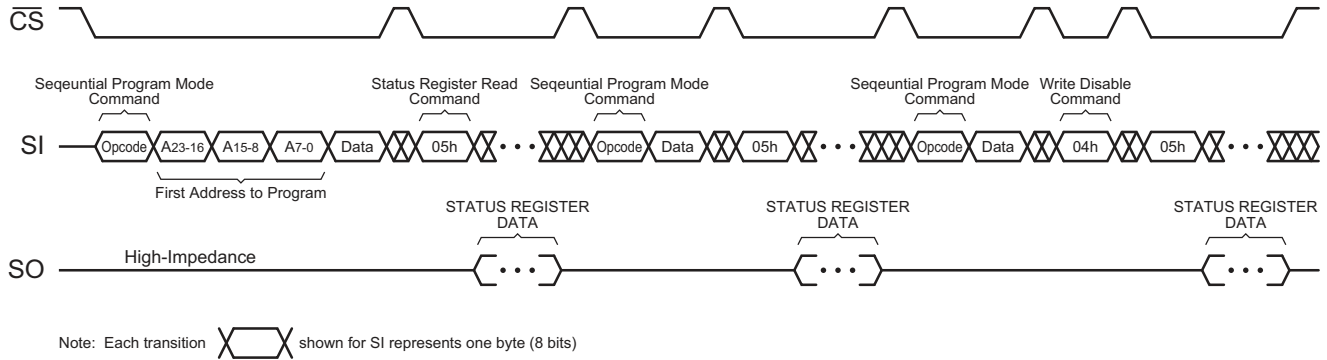 CS
Seqeuntial Program Mode
Command
Status Register Read
Command
Seqeuntial Program Mode
Command
Seqeuntial Program Mode
Command
Write Disable
Command
SI
Opcode A23-16 A15-8 A7-0 Data 05h • • • Opcode Data 05h • • • Opcode Data 04h 05h • • •
First Address to Program
STATUS REGISTER
DATA
STATUS REGISTER
DATA
STATUS REGISTER
DATA
SO
High-Impedance
• • • • • • • • •
Note: Each transition shown for SI represents one byte (8 bits)